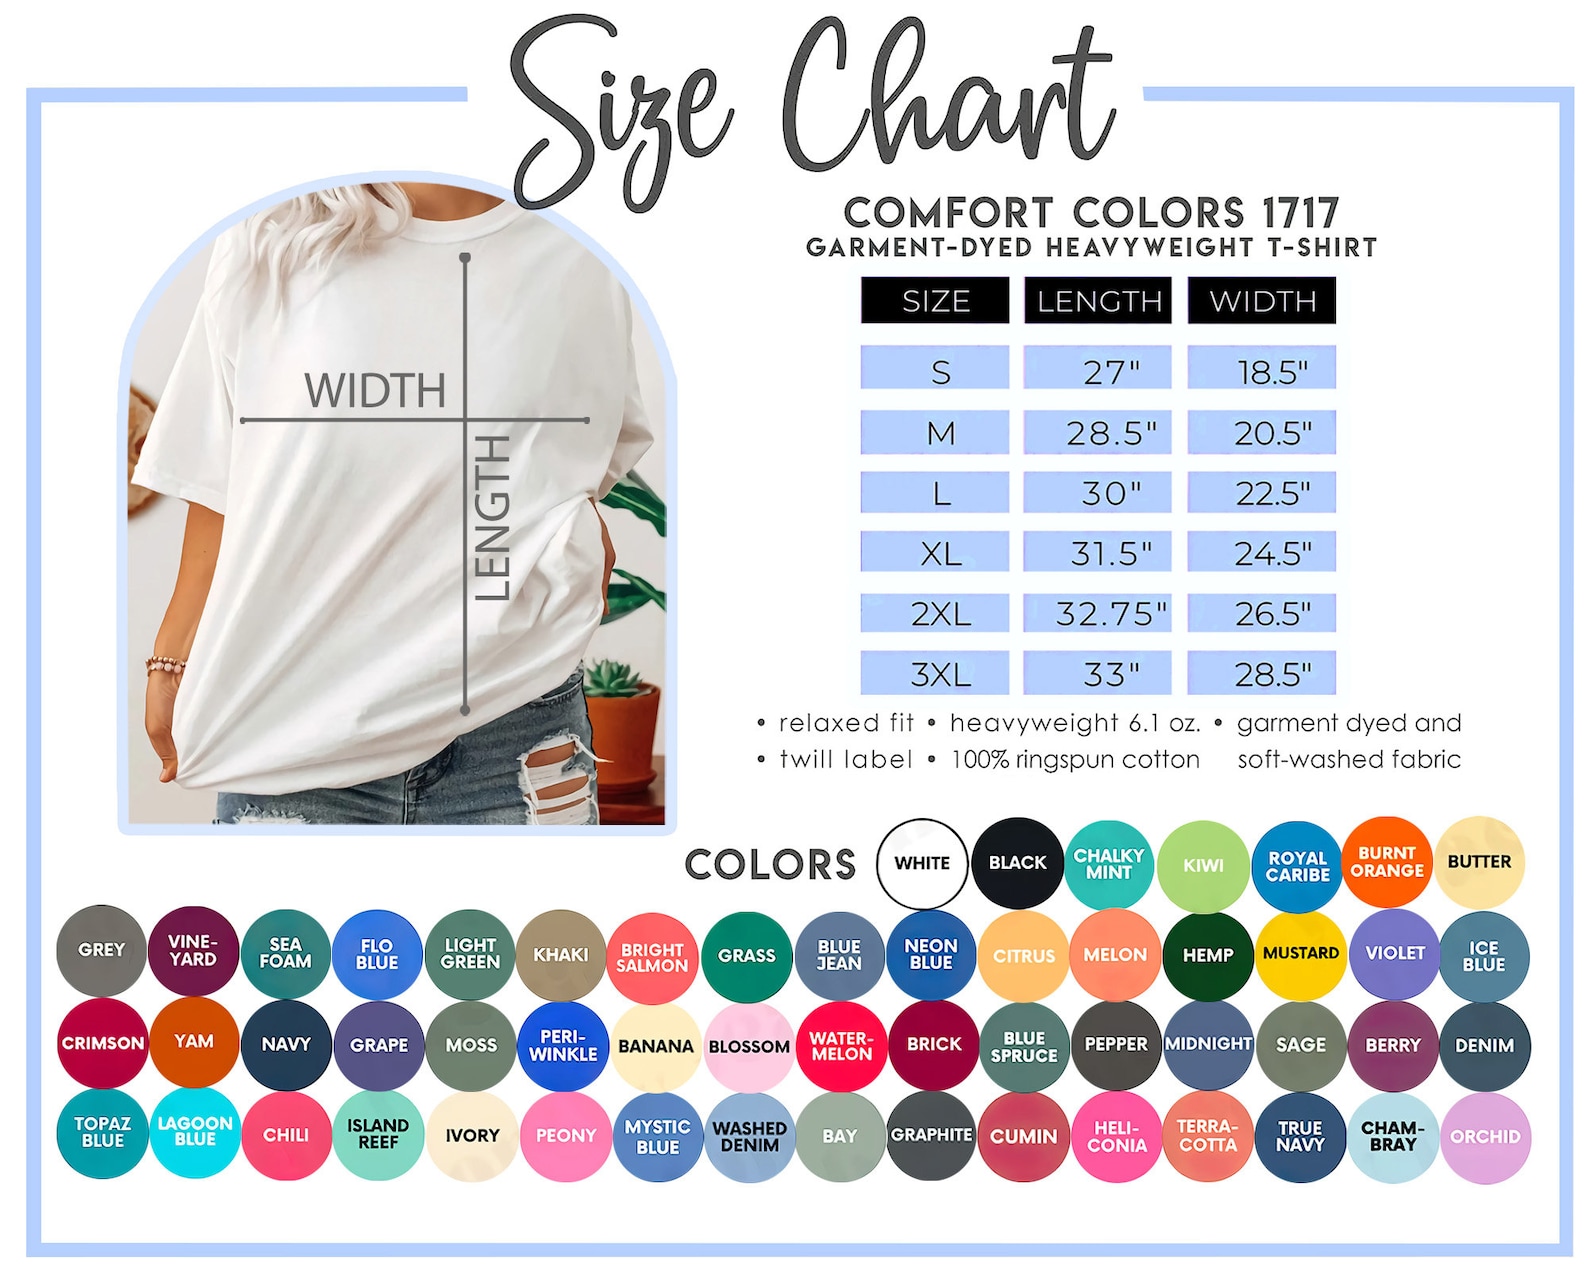 Size Chart
COMFORT COLORS 1717
GARMENT-DYED HEAVYWEIGHT T-SHIRT
SIZE LENGTH WIDTH
S 27" 18.5"
M 28.5" 20.5"
L 30" 22.5"
XL 31.5" 24.5"
2XL 32.75" 26.5"
3XL 33" 28.5"
WIDTH
LENGTH
• relaxed fit • heavyweight 6.1 oz. • garment dyed and
• twill label • 100% ringspun cotton soft-washed fabric
COLORS
WHITE
BLACK
CHALKY
MINT
KIWI
ROYAL
CARIBE
BURNT
ORANGE
BUTTER
GREY
VINE-
YARD
SEA
FOAM
FLO
BLUE
LIGHT
GREEN
KHAKI
BRIGHT
SALMON
GRASS
BLUE
JEAN
NEON
BLUE
CITRUS
MELON
HEMP
MUSTARD
VIOLET
ICE
BLUE
CRIMSON
YAM
NAVY
GRAPE
MOSS
PERI-
WINKLE
BANANA
BLOSSOM
WATER-
MELON
BRICK
BLUE
SPRUCE
PEPPER
MIDNIGHT
SAGE
BERRY
DENIM
TOPAZ
BLUE
LAGOON
BLUE
CHILI
ISLAND
REEF
IVORY
PEONY
MYSTIC
BLUE
WASHED
DENIM
BAY
GRAPHITE
CUMIN
HELI-
CONIA
TERRA-
COTTA
TRUE
NAVY
CHAM-
BRAY
ORCHID